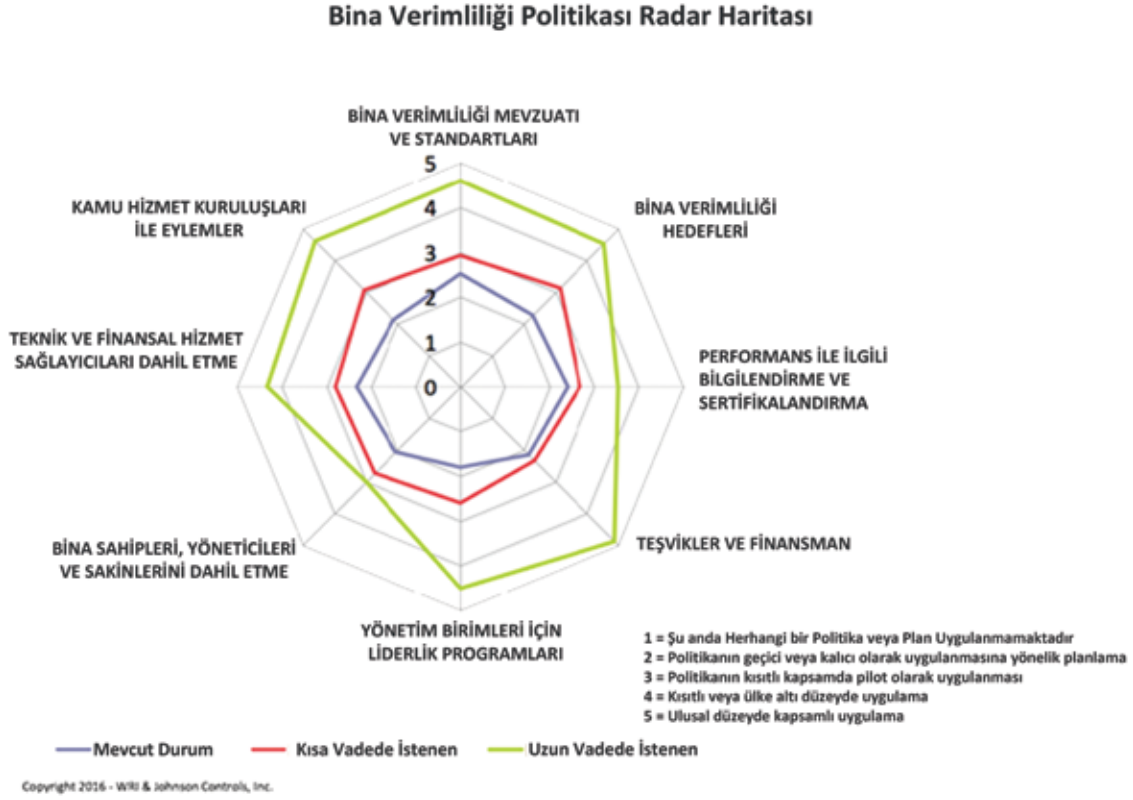 Bina Verimliliği Politikası Radar Haritası
BİNA VERİMLİLİĞİ MEVZUATI
VE STANDARTLARI
5
4
3
2
1
0
KAMU HİZMET KURULUŞLARI
İLE EYLEMLER
BİNA VERİMLİLİĞİ
HEDEFLERİ
TEKNİK VE FİNANSAL HİZMET
SAĞLAYICILARI DAHİL ETME
PERFORMANS İLE İLGİLİ
BİLGİLENDİRME VE
SERTİFİKALANDIRMA
BİNA SAHİPLERİ, YÖNETİCİLERİ
VE SAKİNLERİNİ DAHİL ETME
TEŞVİKLER VE FİNANSMAN
YÖNETİM BİRİMLERİ İÇİN
LİDERLİK PROGRAMLARI
1 = Şu anda Herhangi bir Politika veya Plan Uygulanmamaktadır
2 = Politikanın geçici veya kalıcı olarak uygulanmasına yönelik planlama
3 = Politikanın kısıtlı kapsamda pilot olarak uygulanması
4 = Kısıtlı veya ülke altı düzeyde uygulama
5 = Ulusal düzeyde kapsamlı uygulama
Mevcut Durum
Kısa Vadede İstenen
Uzun Vadede İstenen
Copyright 2016 - WRI & Johnson Controls, Inc.